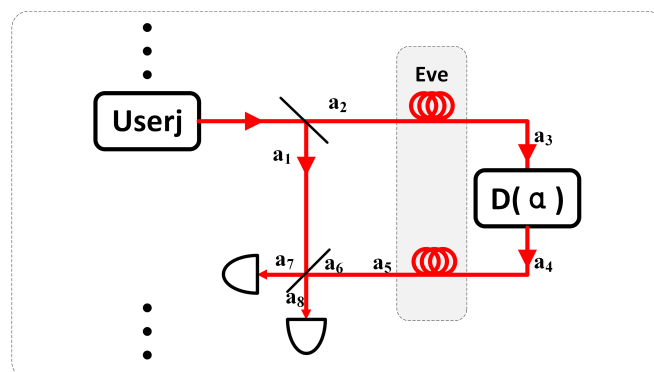 Eve
a₂
Userj
a₃
a₁
D(α)
a₇
a₆
a₅
a₄
a₈